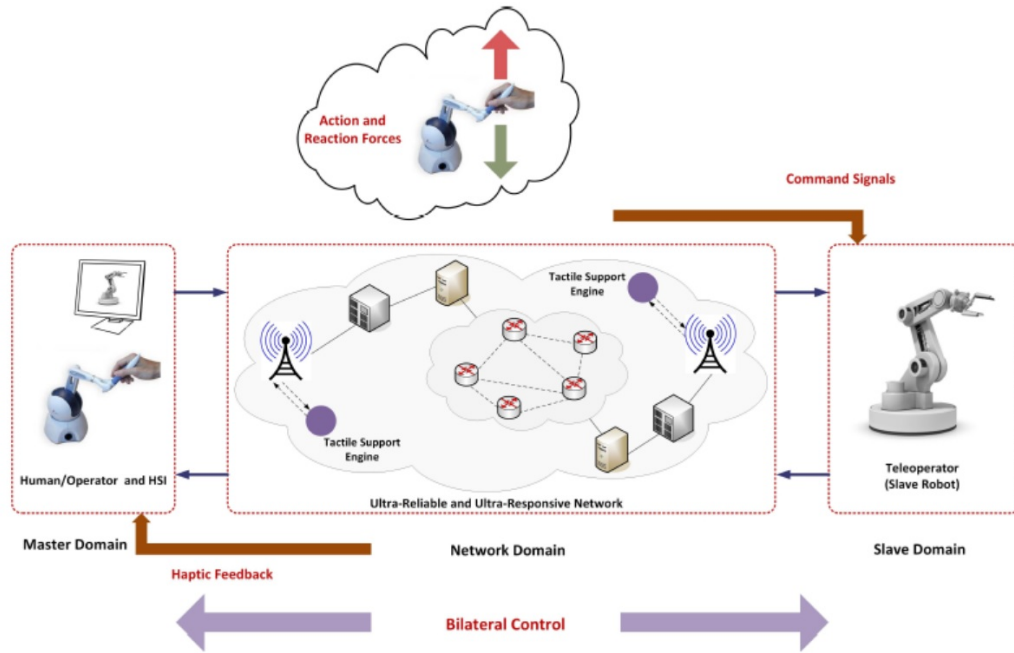 Action and
Reaction Forces
Command Signals
Tactile Support
Engine
Tactile Support
Engine
Human/Operator and HSI
Ultra-Reliable and Ultra-Responsive Network
Teleoperator
(Slave Robot)
Master Domain
Network Domain
Slave Domain
Haptic Feedback
Bilateral Control